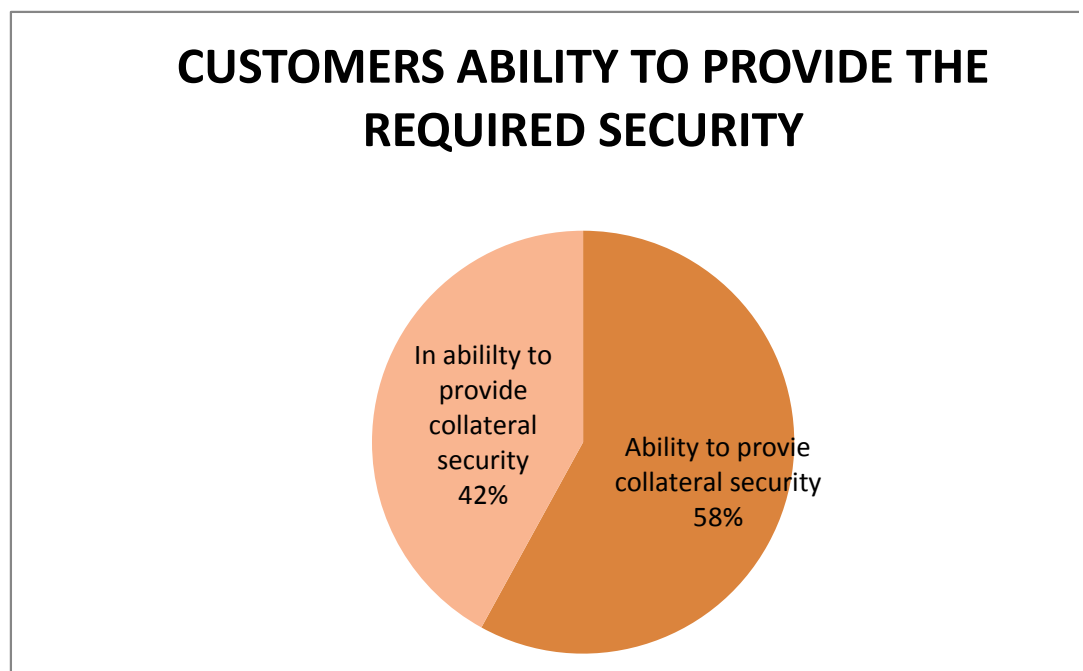 CUSTOMERS ABILITY TO PROVIDE THE
REQUIRED SECURITY
In abililty to
provide
collateral
security
42%
Ability to provie
collateral security
58%